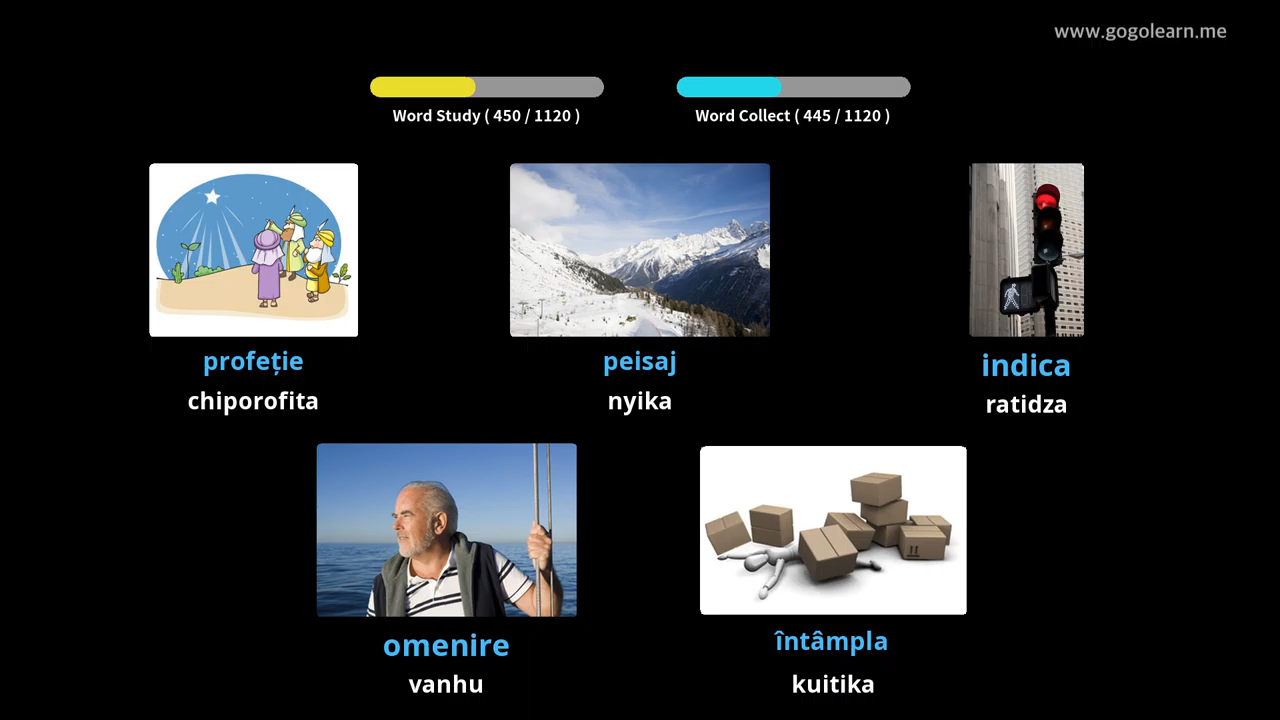 www.gogolearn.me
Word Study ( 450 / 1120 )
Word Collect ( 445 / 1120 )
profeție
peisaj
indica
chiporofita
nyika
ratidza
omenire
întâmpla
vanhu
kuitika